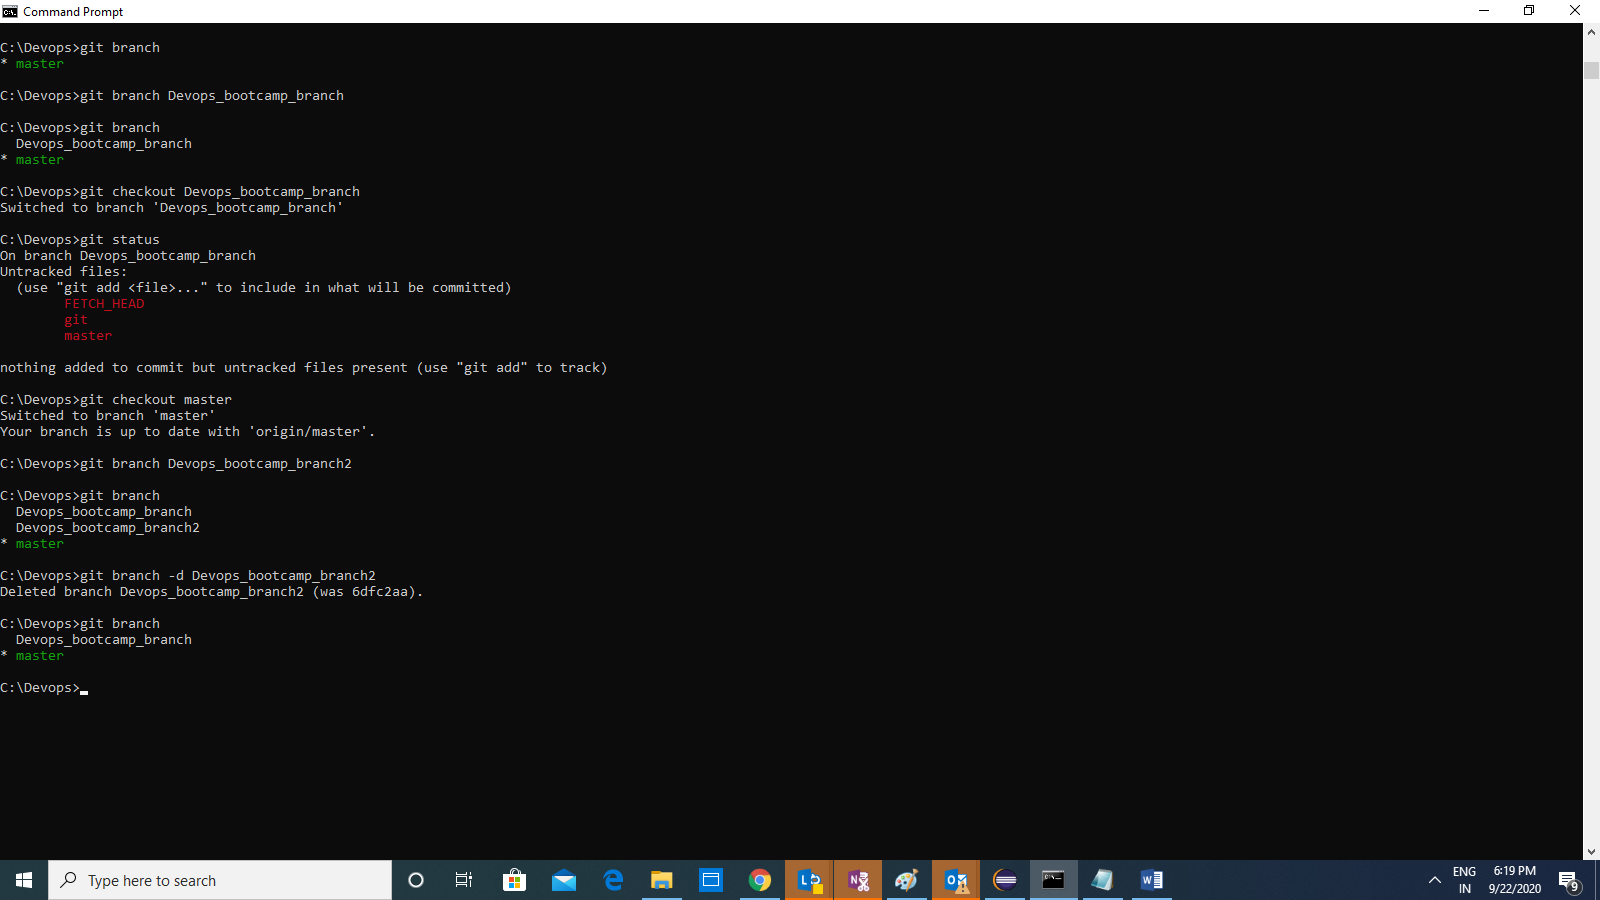 Command Prompt
C:\Devops>git branch
* master
C:\Devops>git branch Devops_bootcamp_branch
C:\Devops>git branch
  Devops_bootcamp_branch
* master
C:\Devops>git checkout Devops_bootcamp_branch
Switched to branch 'Devops_bootcamp_branch'
C:\Devops>git status
On branch Devops_bootcamp_branch
Untracked files:
  (use "git add <file>..." to include in what will be committed)
        FETCH_HEAD
        git
        master
nothing added to commit but untracked files present (use "git add" to track)
C:\Devops>git checkout master
Switched to branch 'master'
Your branch is up to date with 'origin/master'.
C:\Devops>git branch Devops_bootcamp_branch2
C:\Devops>git branch
  Devops_bootcamp_branch
  Devops_bootcamp_branch2
* master
C:\Devops>git branch -d Devops_bootcamp_branch2
Deleted branch Devops_bootcamp_branch2 (was 6dfc2aa).
C:\Devops>git branch
  Devops_bootcamp_branch
* master
C:\Devops>
Type here to search
ENG
IN
6:19 PM
9/22/2020
9